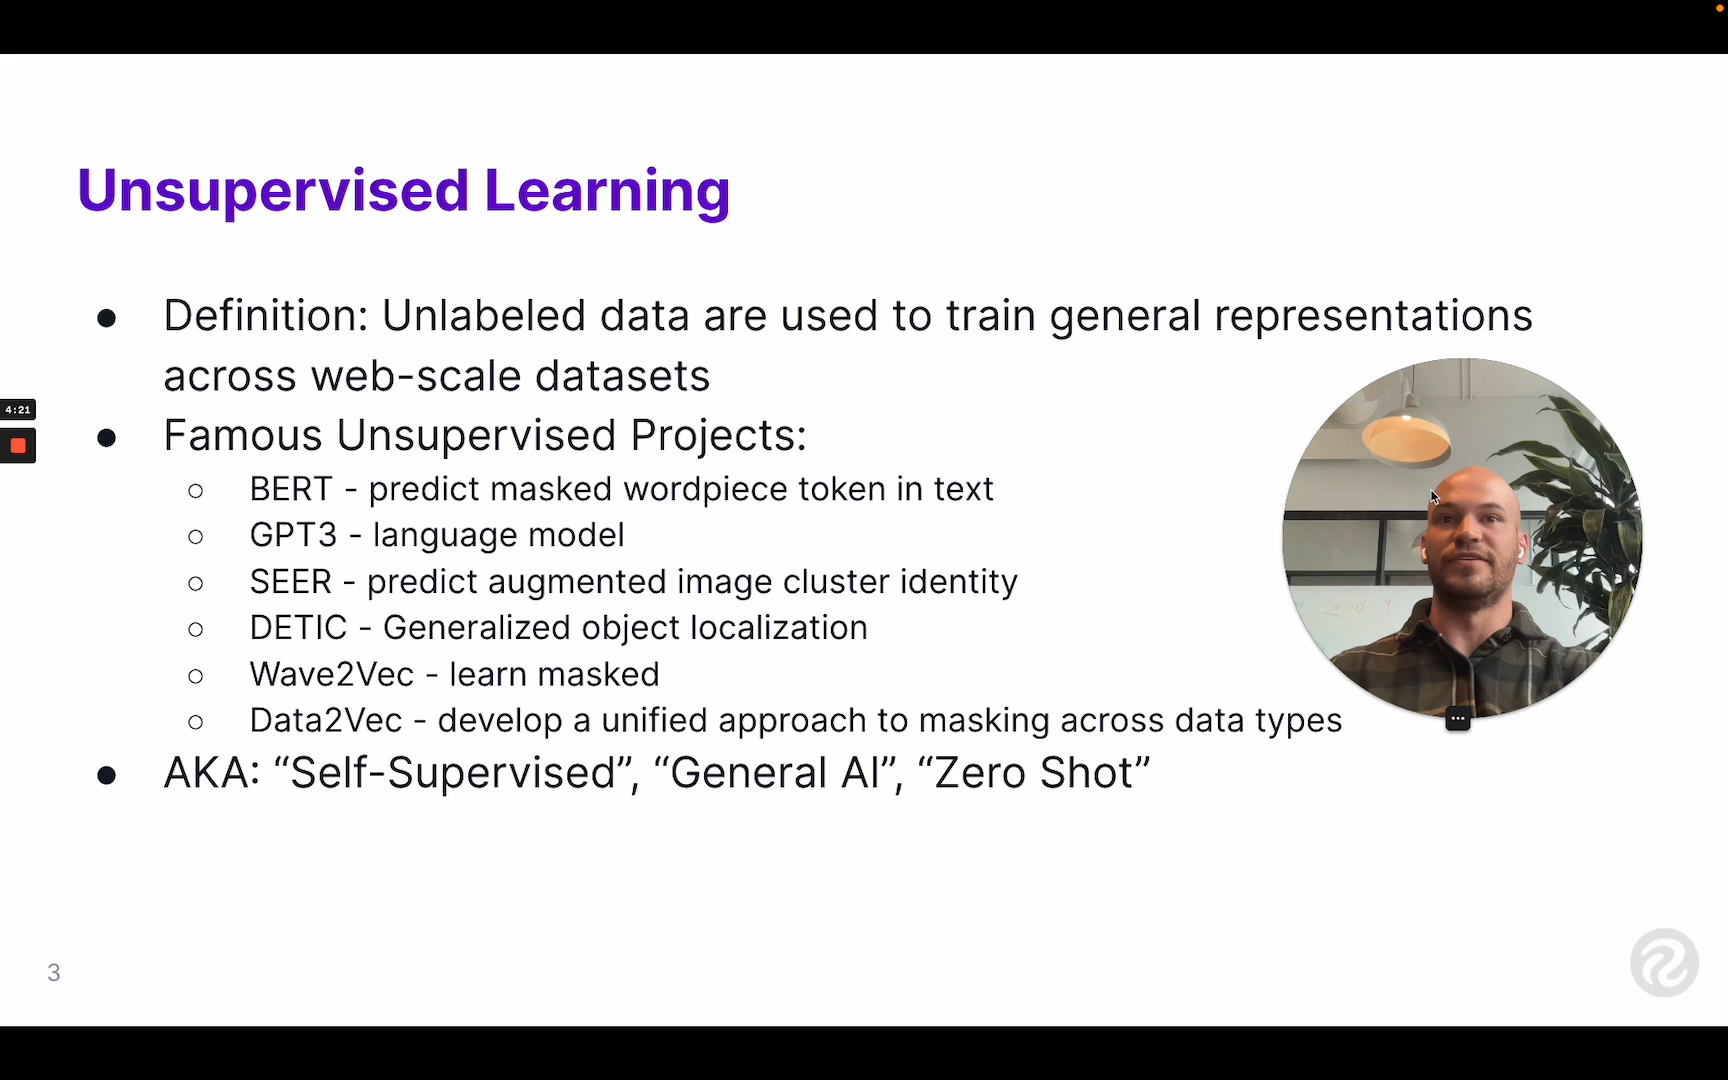 Unsupervised Learning
● Definition: Unlabeled data are used to train general representations
across web-scale datasets
4:21
● Famous Unsupervised Projects:
○ BERT - predict masked wordpiece token in text
○ GPT3 - language model
○ SEER - predict augmented image cluster identity
○ DETIC - Generalized object localization
○ Wave2Vec - learn masked
○ Data2Vec - develop a unified approach to masking across data types
● AKA: “Self-Supervised”, “General AI”, “Zero Shot”
3